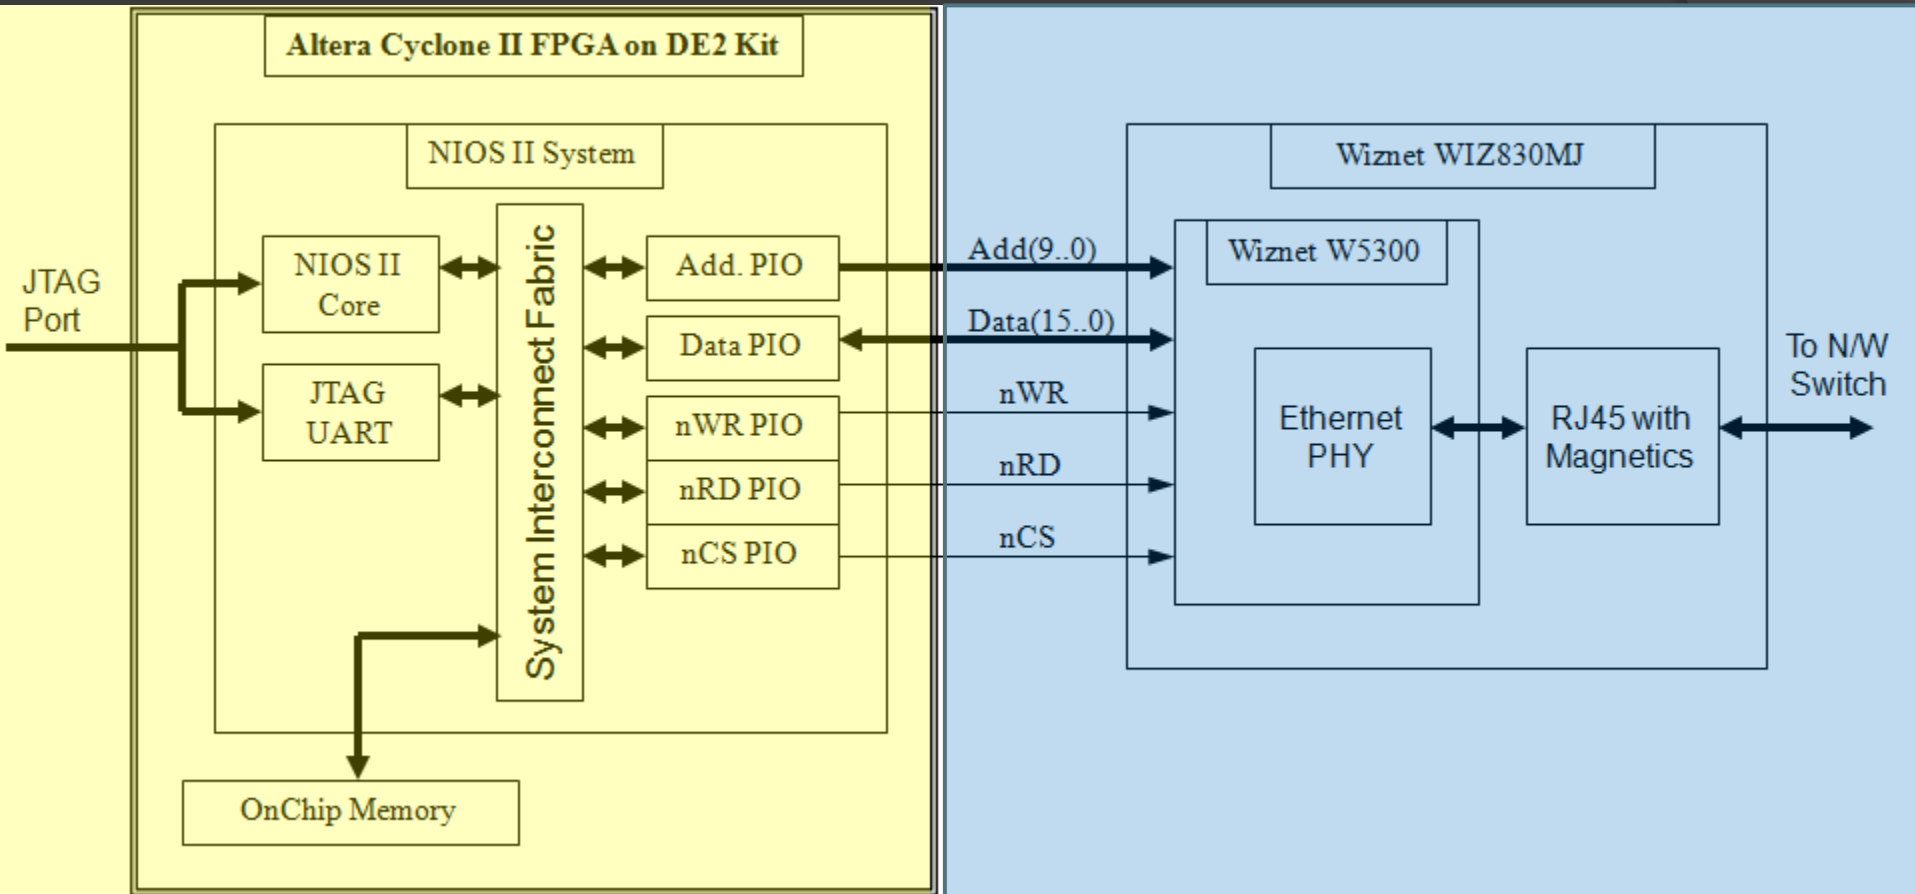 Altera Cyclone II FPGA on DE2 Kit
NIOS II System
JTAG
Port
NIOS II
Core
JTAG
UART
System Interconnect Fabric
Add. PIO
Data PIO
nWR PIO
nRD PIO
nCS PIO
OnChip Memory
Add(9..0)
Data(15..0)
nWR
nRD
nCS
Wiznet WIZ830MJ
Wiznet W5300
Ethernet
PHY
RJ45 with
Magnetics
To N/W
Switch